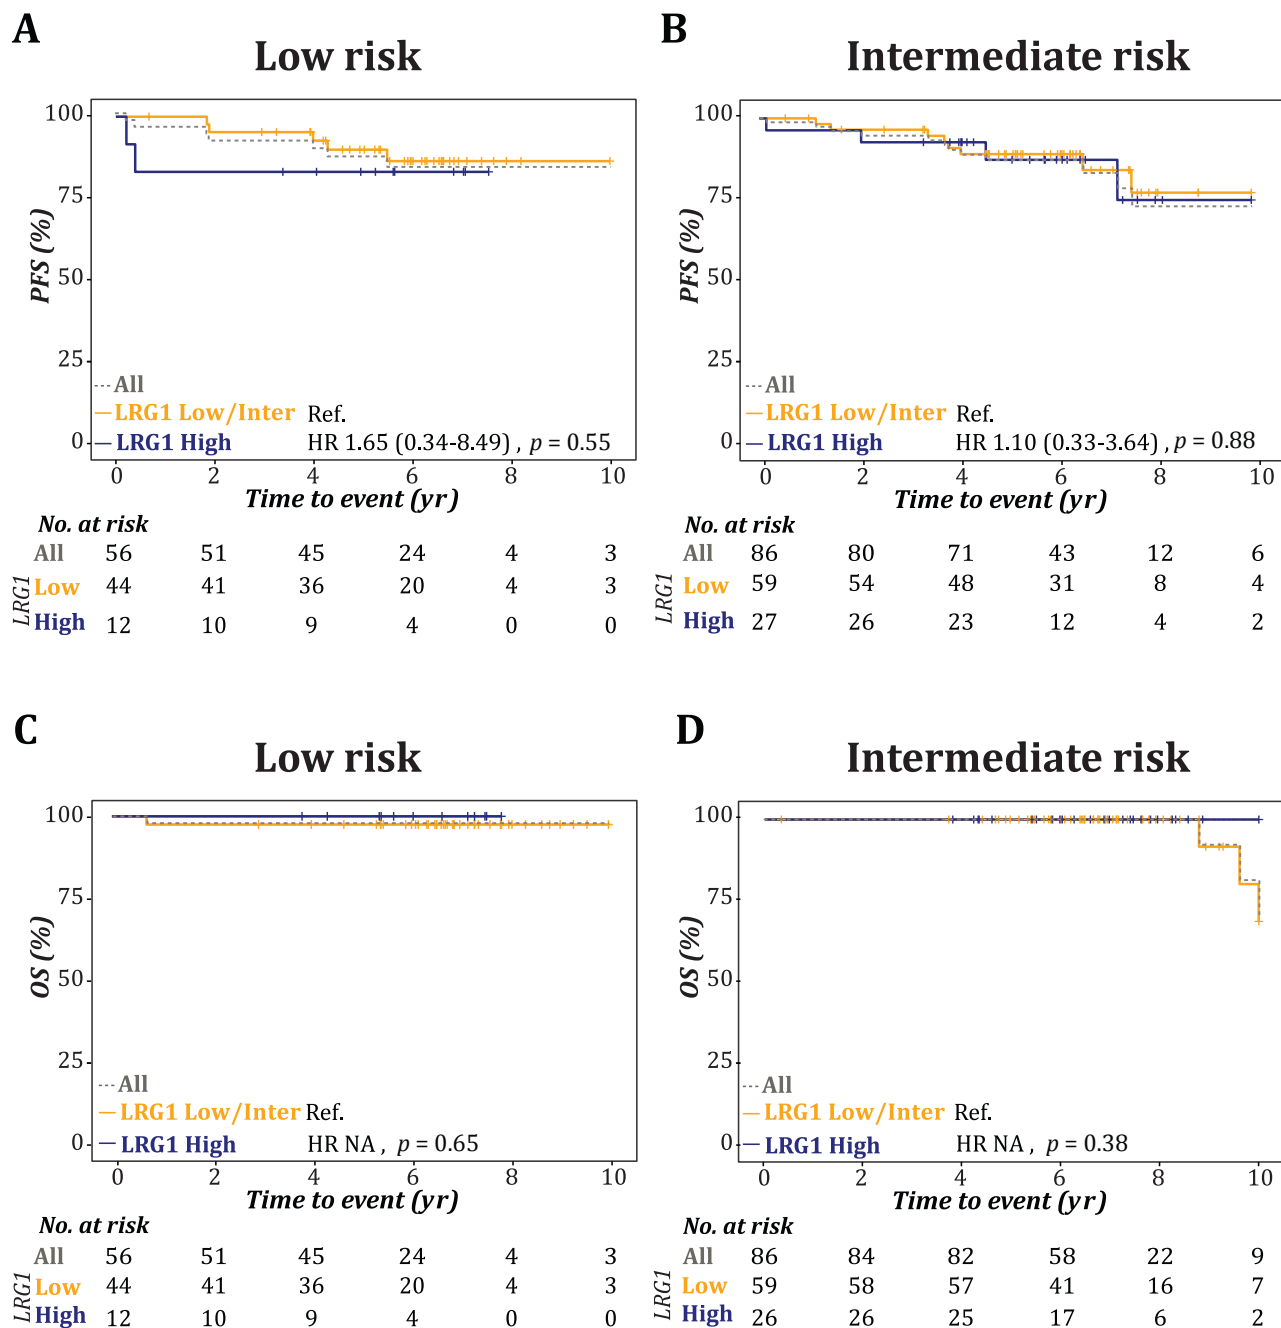 A
Low risk
100
75
50
25
0
PFS (%)
All
LRG1 Low/Inter Ref.
LRG1 High HR 1.65 (0.34-8.49) , p = 0.55
0 2 4 6 8 10
Time to event (yr)
No. at risk
LRG1
All 56 51 45 24 4 3
Low 44 41 36 20 4 3
High 12 10 9 4 0 0
B
Intermediate risk
100
75
50
25
0
PFS (%)
All
LRG1 Low/Inter Ref.
LRG1 High HR 1.10 (0.33-3.64) , p = 0.88
0 2 4 6 8 10
Time to event (yr)
No. at risk
LRG1
All 86 80 71 43 12 6
Low 59 54 48 31 8 4
High 27 26 23 12 4 2
C
Low risk
100
75
50
25
0
OS (%)
All
LRG1 Low/Inter Ref.
LRG1 High HR NA , p = 0.65
0 2 4 6 8 10
Time to event (yr)
No. at risk
LRG1
All 56 51 45 24 4 3
Low 44 41 36 20 4 3
High 12 10 9 4 0 0
D
Intermediate risk
100
75
50
25
0
OS (%)
All
LRG1 Low/Inter Ref.
LRG1 High HR NA , p = 0.38
0 2 4 6 8 10
Time to event (yr)
No. at risk
LRG1
All 86 84 82 58 22 9
Low 59 58 57 41 16 7
High 26 26 25 17 6 2